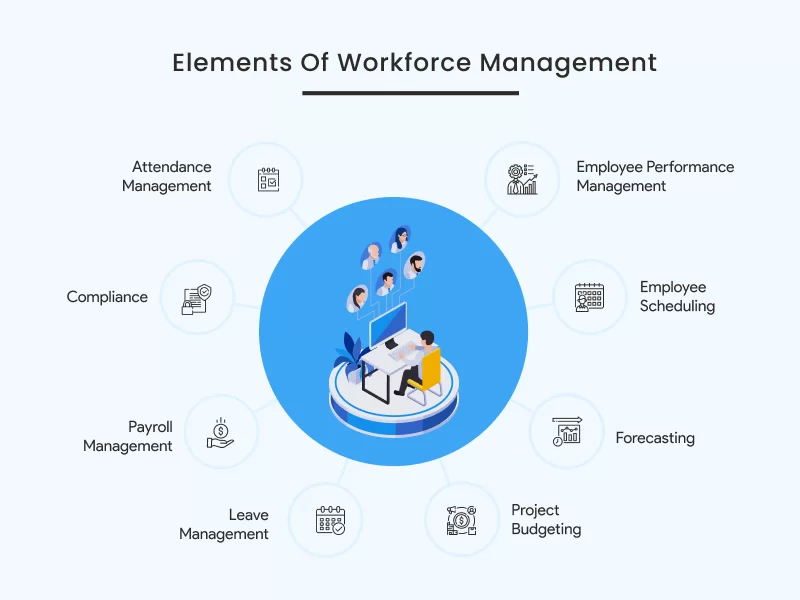 Elements Of Workforce Management
Attendance
Management
Employee Performance
Management
Compliance
Employee
Scheduling
Payroll
Management
Forecasting
Leave
Management
Project
Budgeting